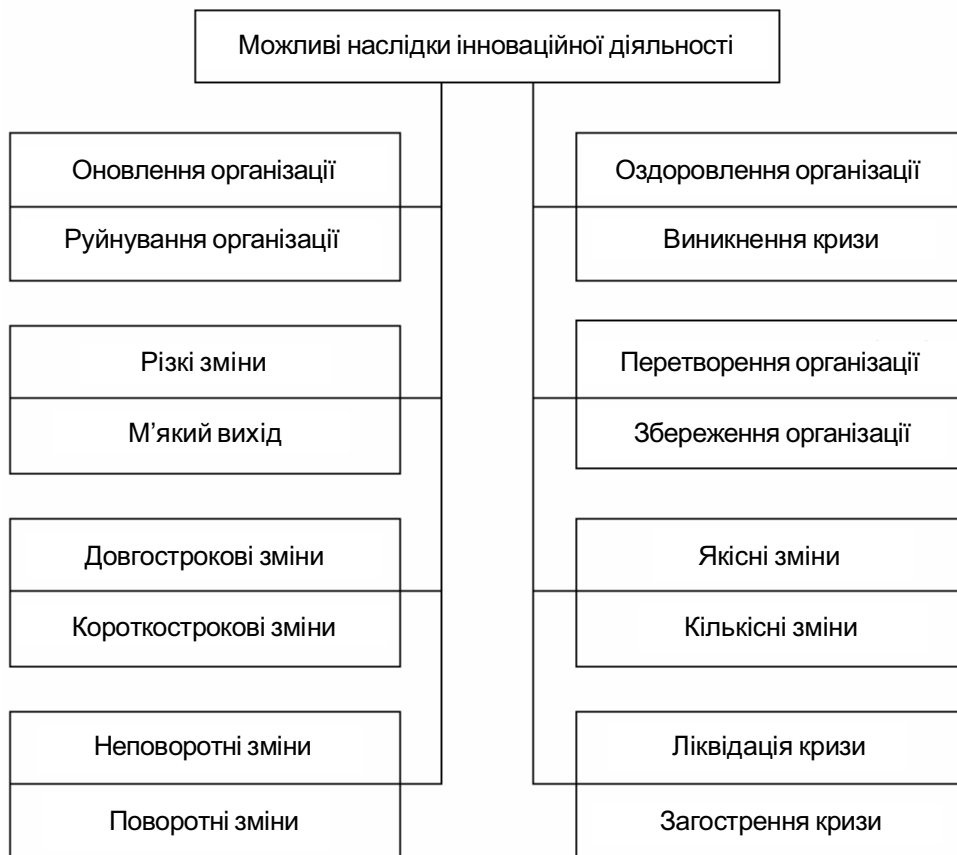 Можливі наслідки інноваційної діяльності
Оновлення організації
Руйнування організації
Різкі зміни
М’який вихід
Довгострокові зміни
Короткострокові зміни
Неповоротні зміни
Поворотні зміни
Оздоровлення організації
Виникнення кризи
Перетворення організації
Збереження організації
Якісні зміни
Кількісні зміни
Ліквідація кризи
Загострення кризи